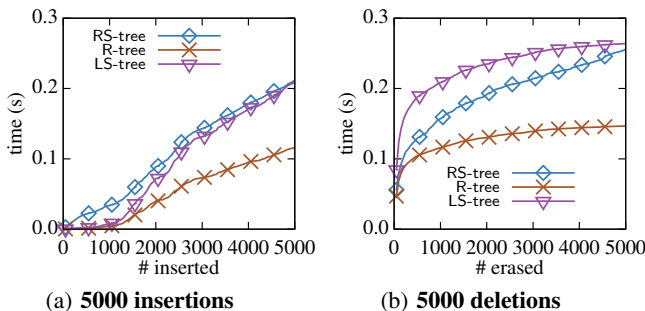 0.3
0.2
0.1
0.0
time (s)
0 1000 2000 3000 4000 5000
# inserted
RS-tree
R-tree
LS-tree
(a) 5000 insertions
0.3
0.2
0.1
0.0
time (s)
0 1000 2000 3000 4000 5000
# erased
RS-tree
R-tree
LS-tree
(b) 5000 deletions